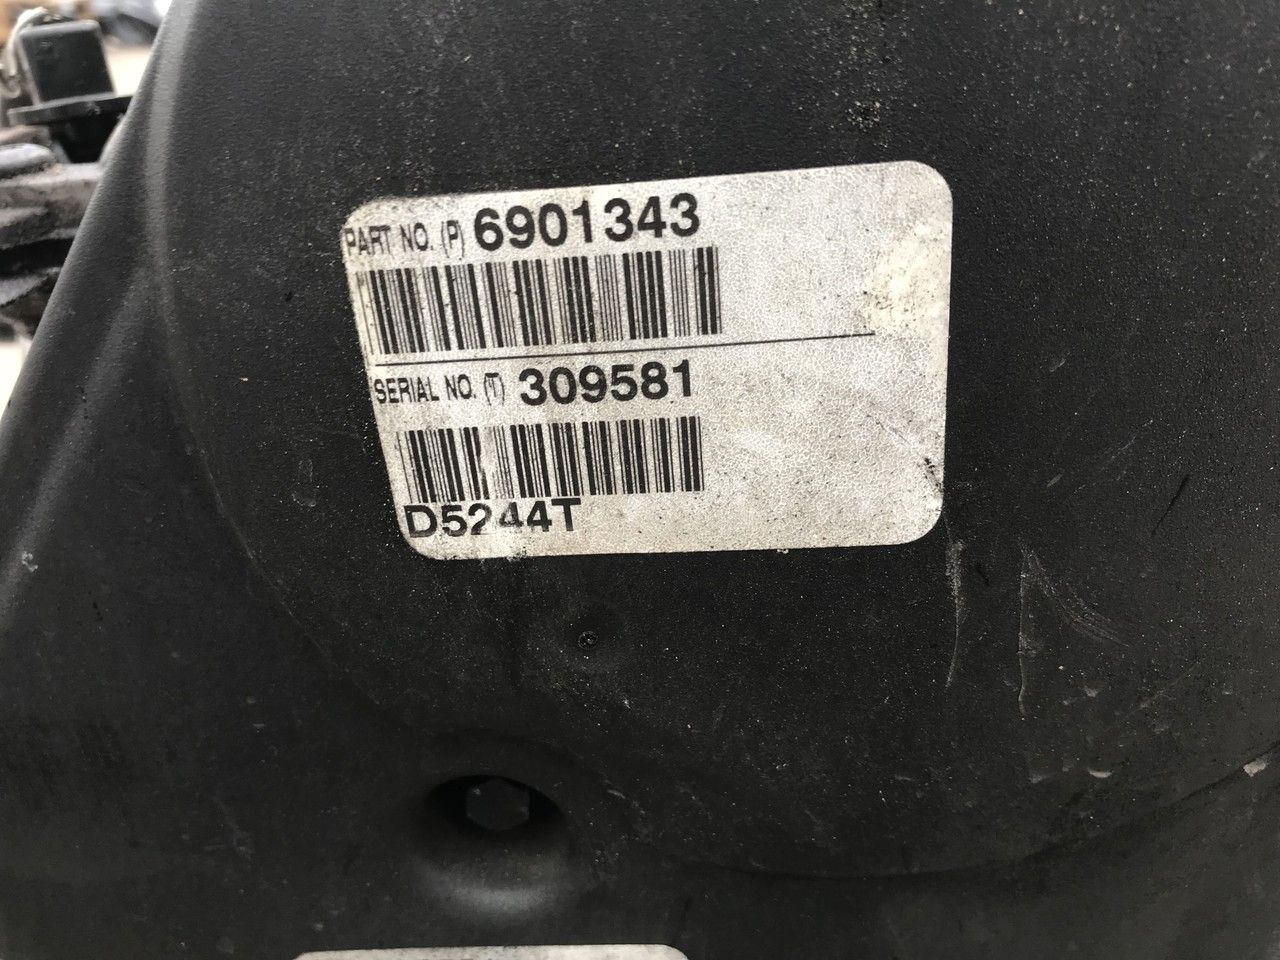 PART NO. (P) 6901343
SERIAL NO. (T) 309581
D5244T